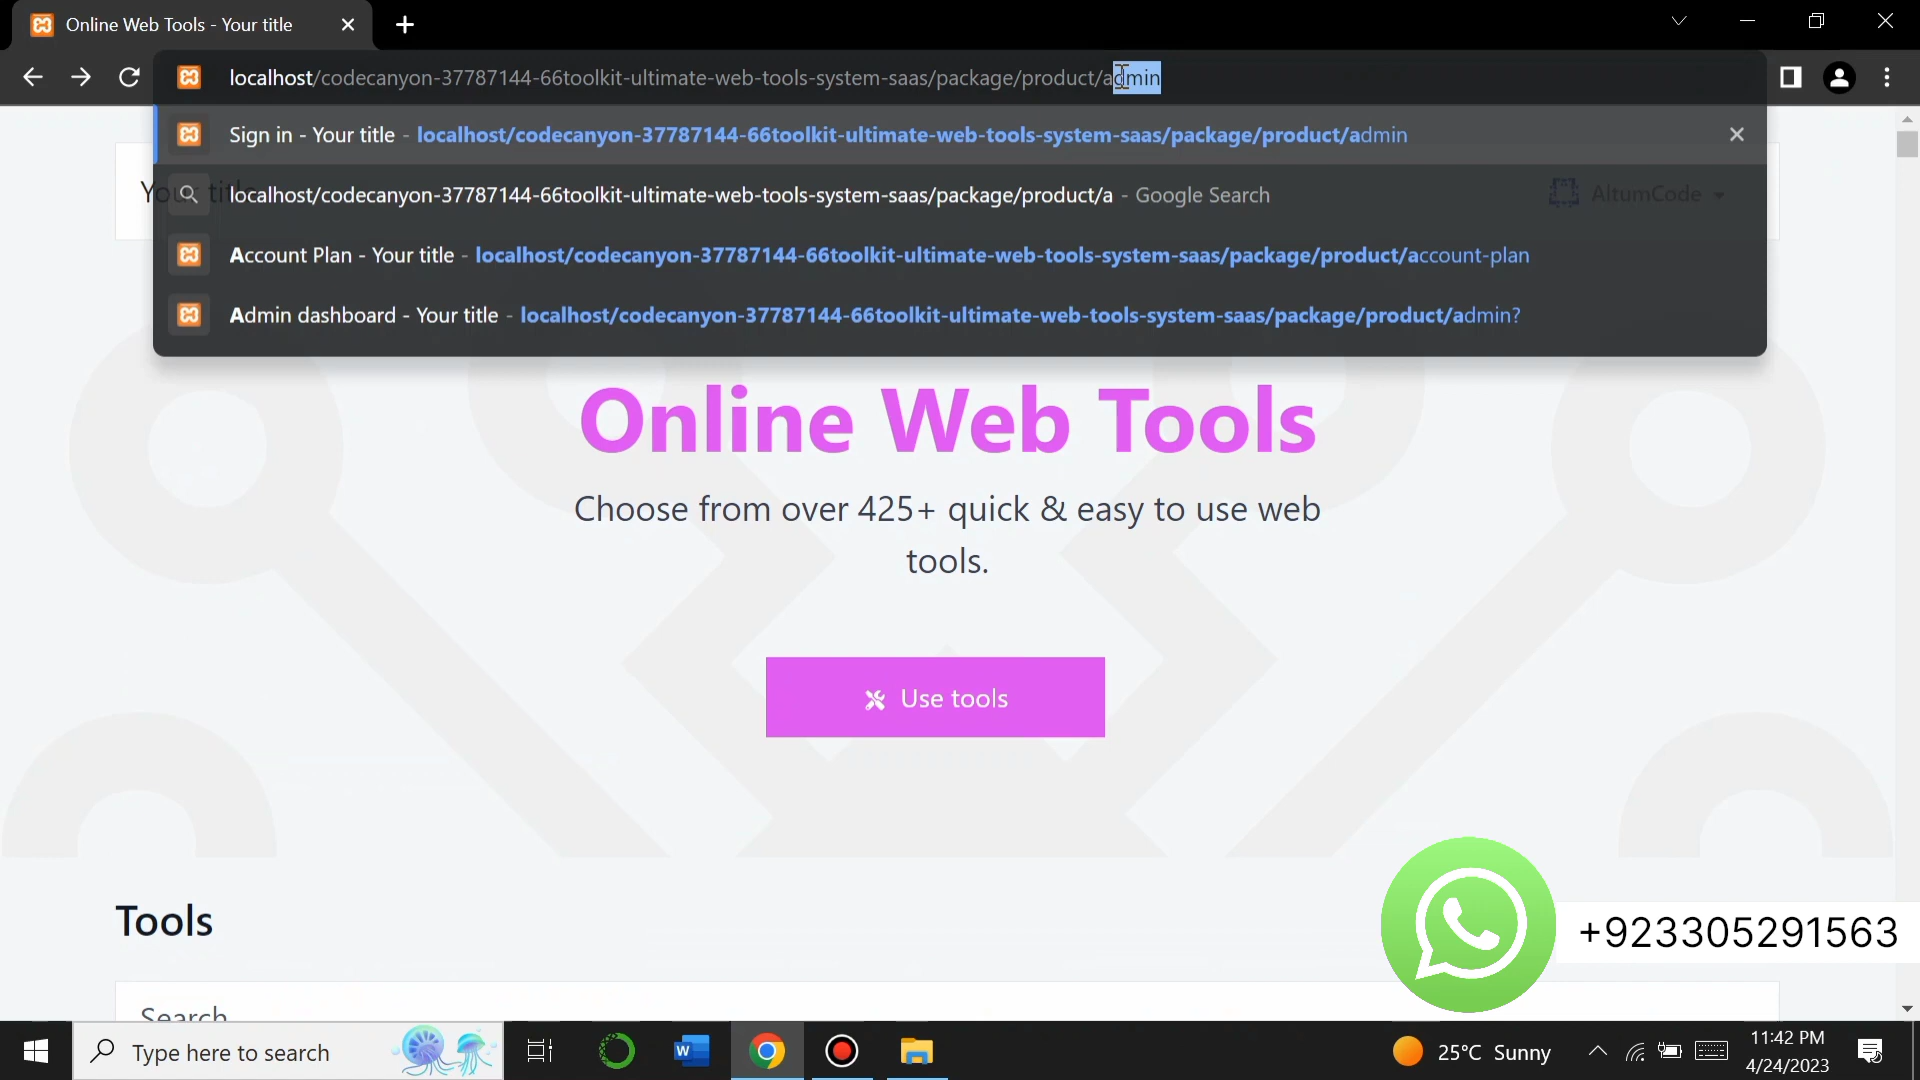 Online Web Tools - Your title
localhost/codecanyon-37787144-66toolkit-ultimate-web-tools-system-saas/package/product/admin
Sign in - Your title - localhost/codecanyon-37787144-66toolkit-ultimate-web-tools-system-saas/package/product/admin
localhost/codecanyon-37787144-66toolkit-ultimate-web-tools-system-saas/package/product/a - Google Search
Your title
AltumCode
Account Plan - Your title - localhost/codecanyon-37787144-66toolkit-ultimate-web-tools-system-saas/package/product/account-plan
Admin dashboard - Your title - localhost/codecanyon-37787144-66toolkit-ultimate-web-tools-system-saas/package/product/admin?
Online Web Tools
Choose from over 425+ quick & easy to use web
tools.
Use tools
Tools
+923305291563
Search
Type here to search
25°C Sunny
11:42 PM
4/24/2023